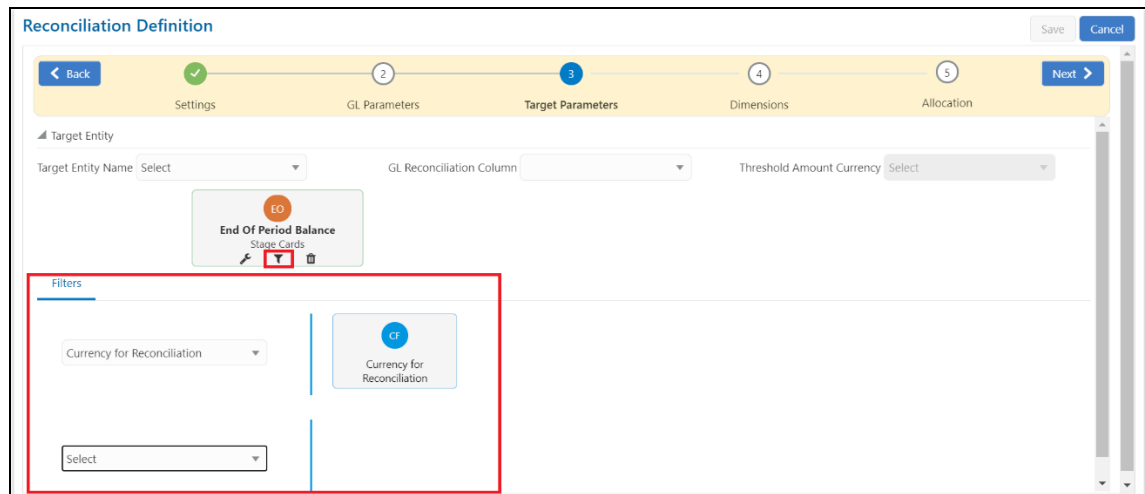 Reconciliation Definition
Save
Cancel
Back
2
3
4
5
Next
Settings
GL Parameters
Target Parameters
Dimensions
Allocation
Target Entity
Target Entity Name Select
GL Reconciliation Column
Threshold Amount Currency Select
EO
End Of Period Balance
Stage Cards
Filters
Currency for Reconciliation
CF
Currency for
Reconciliation
Select